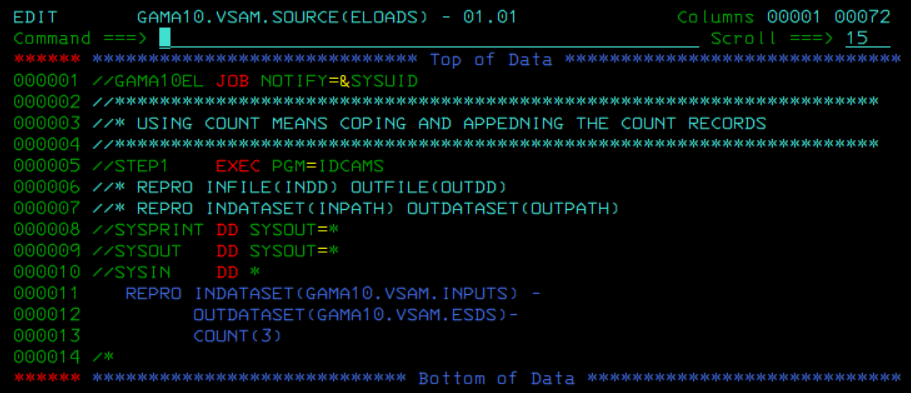 EDIT       GAMA10.VSAM.SOURCE(ELOADS) - 01.01                 Columns 00001 00072
Command ===>                                                     Scroll ===> 15
****** **************************** Top of Data ******************************
000001 //GAMA10EL JOB NOTIFY=&SYSUID
000002 //********************************************************************
000003 //* USING COUNT MEANS COPING AND APPEDNING THE COUNT RECORDS
000004 //********************************************************************
000005 //STEP1    EXEC PGM=IDCAMS
000006 //* REPRO INFILE(INDD) OUTFILE(OUTDD)
000007 //* REPRO INDATASET(INPATH) OUTDATASET(OUTPATH)
000008 //SYSPRINT DD SYSOUT=*
000009 //SYSOUT   DD SYSOUT=*
000010 //SYSIN    DD *
000011    REPRO INDATASET(GAMA10.VSAM.INPUTS) -
000012          OUTDATASET(GAMA10.VSAM.ESDS)-
000013          COUNT(3)
000014 /*
****** **************************** Bottom of Data ****************************